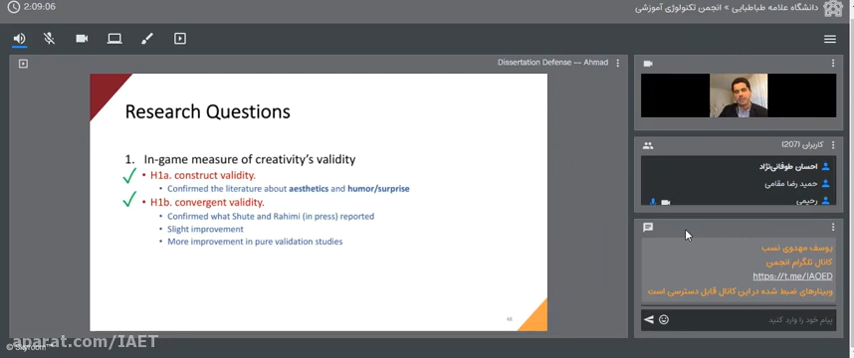 2:09:06
دانشگاه علامه طباطبایی » انجمن تکنولوژی آموزشی
Dissertation Defense -- Ahmad
Research Questions
1. In-game measure of creativity's validity
• H1a. construct validity.
• Confirmed the literature about aesthetics and humor/surprise
• H1b. convergent validity.
• Confirmed what Shute and Rahimi (in press) reported
• Slight improvement
• More improvement in pure validation studies
48
کاربران (207)
احسان طوفانی‌نژاد
حمید رضا مقامی
رحیمی
یوسف مهدوی نسب
کانال تلگرام انجمن
https://t.me/IAOED
وبینارهای ضبط شده در این کانال قابل دسترسی است
پیام خود را وارد کنید
© Skyroom
aparat.com/IAET